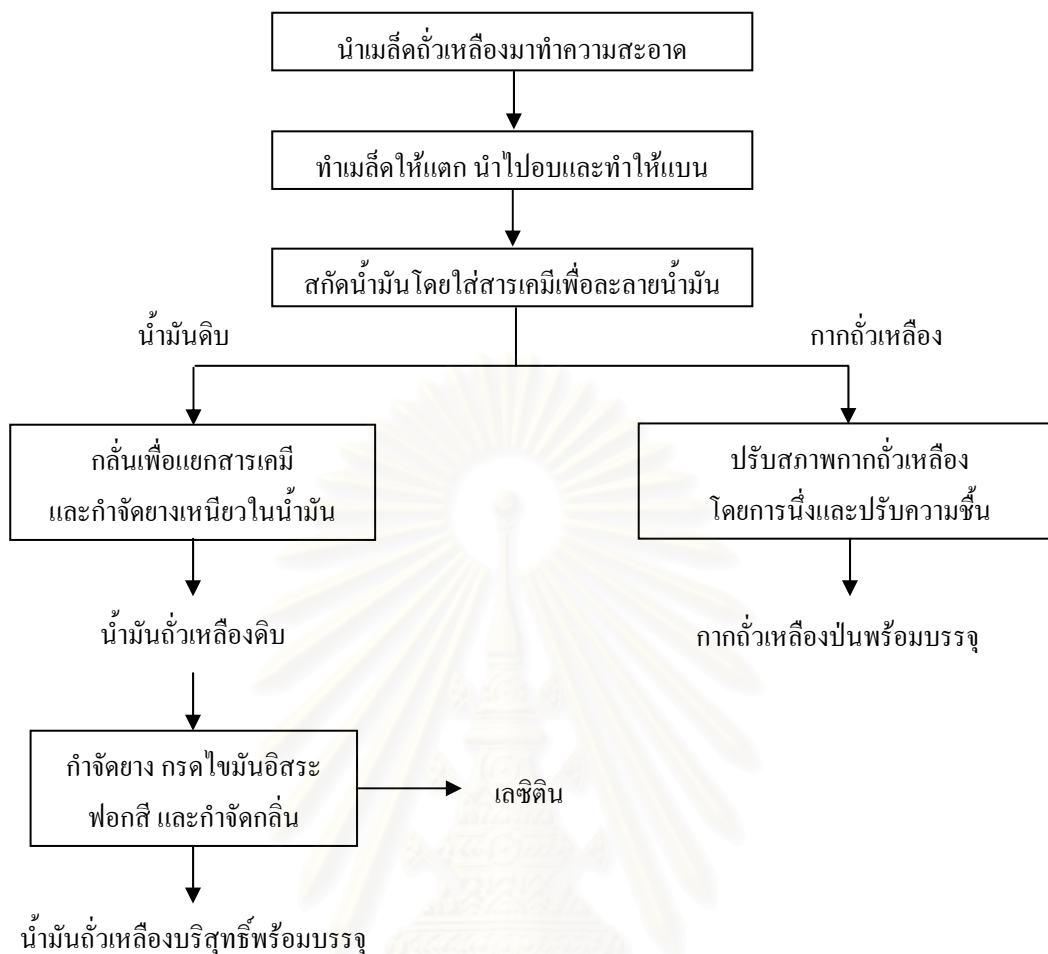 นำเมล็ดถั่วเหลืองมาทำความสะอาด
ทำเมล็ดให้แตก นำไปอบและทำให้แบน
สกัดน้ำมันโดยใส่สารเคมีเพื่อละลายน้ำมัน
น้ำมันดิบ
กากถั่วเหลือง
กลั่นเพื่อแยกสารเคมี
และกำจัดยางเหนียวในน้ำมัน
ปรับสภาพกากถั่วเหลือง
โดยการนึ่งและปรับความชื้น
น้ำมันถั่วเหลืองดิบ
กากถั่วเหลืองป่นพร้อมบรรจุ
กำจัดยาง กรดไขมันอิสระ
ฟอกสี และกำจัดกลิ่น
เลซิติน
น้ำมันถั่วเหลืองบริสุทธิ์พร้อมบรรจุ